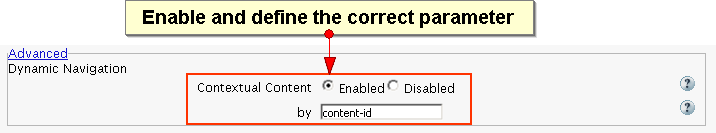 Enable and define the correct parameter
Advanced
Dynamic Navigation
Contextual Content Enabled Disabled ?
by content-id ?